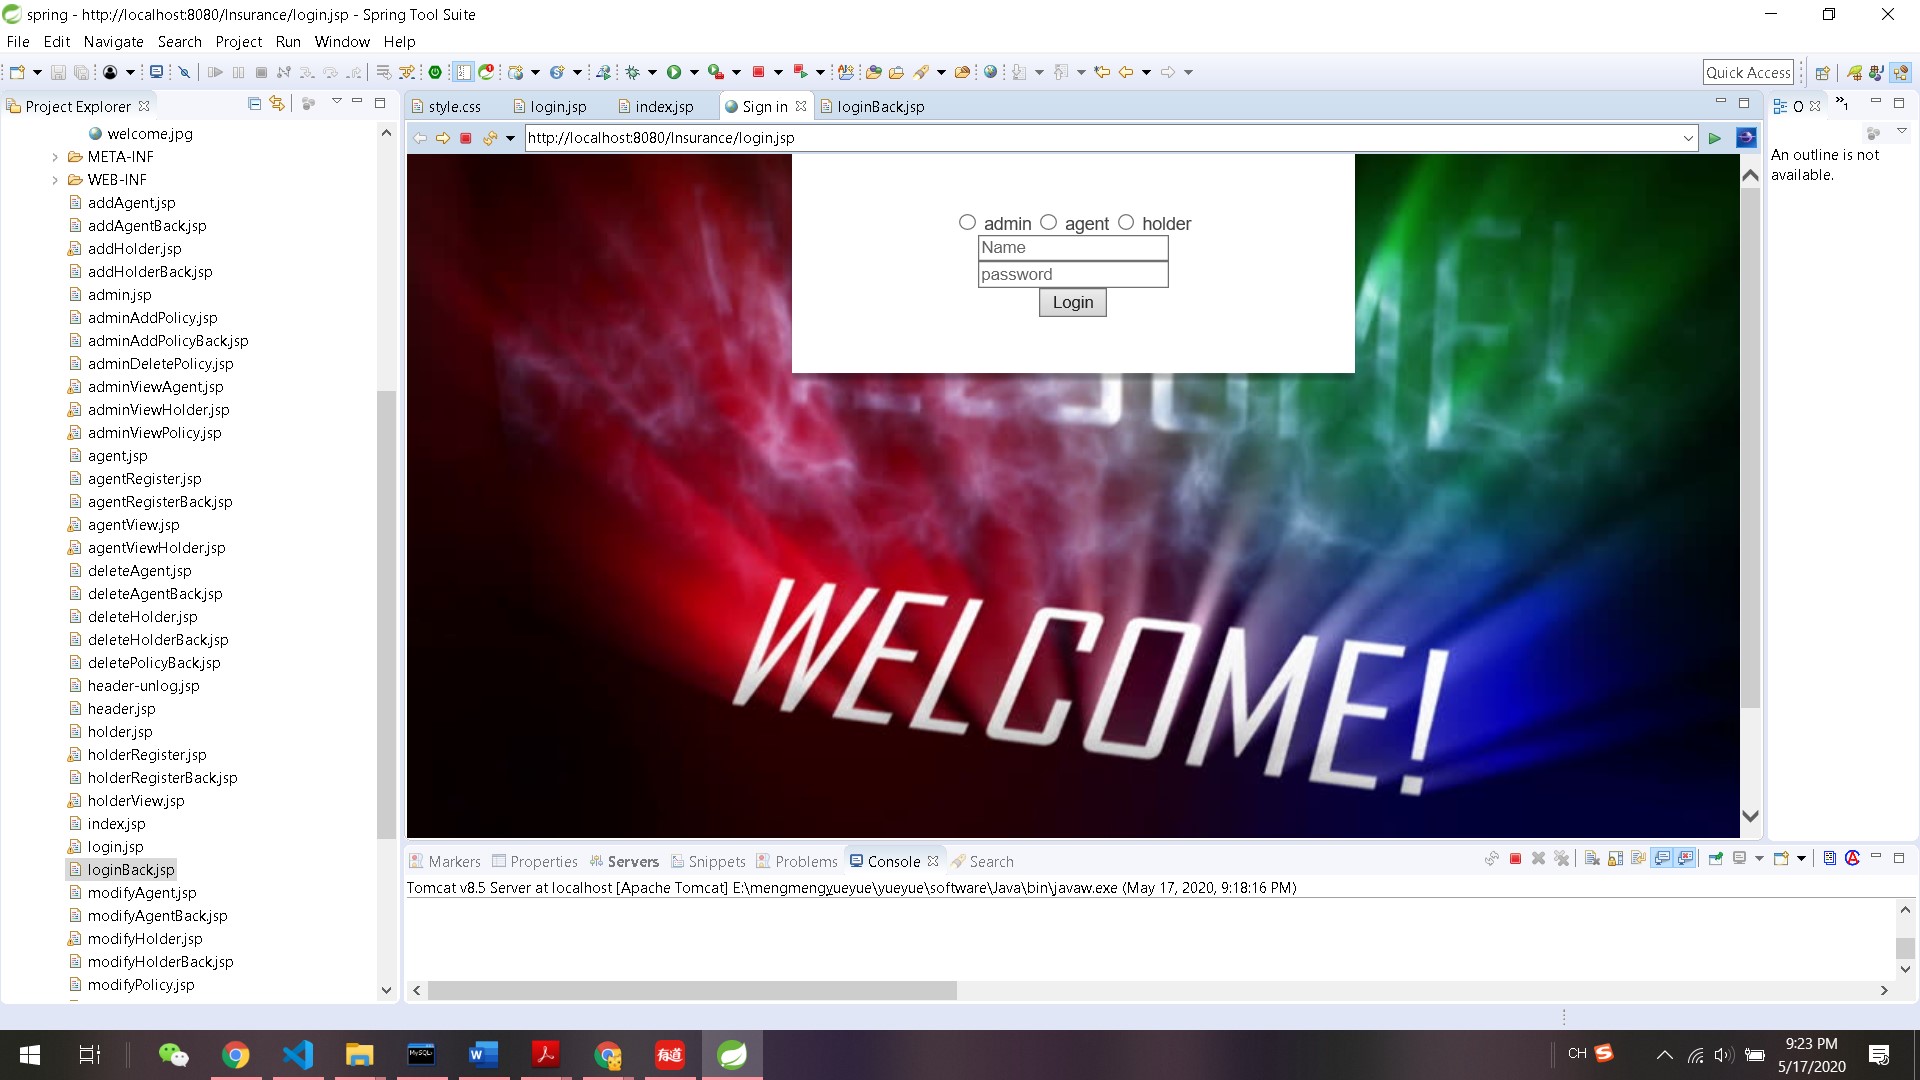 spring - http://localhost:8080/Insurance/login.jsp - Spring Tool Suite
File Edit Navigate Search Project Run Window Help
Quick Access
Project Explorer
style.css login.jsp index.jsp Sign in loginBack.jsp
O
»1
http://localhost:8080/Insurance/login.jsp
An outline is not
available.
welcome.jpg
META-INF
WEB-INF
addAgent.jsp
addAgentBack.jsp
addHolder.jsp
addHolderBack.jsp
admin.jsp
adminAddPolicy.jsp
adminAddPolicyBack.jsp
adminDeletePolicy.jsp
adminViewAgent.jsp
adminViewHolder.jsp
adminViewPolicy.jsp
agent.jsp
agentRegister.jsp
agentRegisterBack.jsp
agentView.jsp
agentViewHolder.jsp
deleteAgent.jsp
deleteAgentBack.jsp
deleteHolder.jsp
deleteHolderBack.jsp
deletePolicyBack.jsp
header-unlog.jsp
header.jsp
holder.jsp
holderRegister.jsp
holderRegisterBack.jsp
holderView.jsp
index.jsp
login.jsp
loginBack.jsp
modifyAgent.jsp
modifyAgentBack.jsp
modifyHolder.jsp
modifyHolderBack.jsp
modifyPolicy.jsp
admin agent holder
Name
password
Login
WELCOME!
Markers Properties Servers Snippets Problems Console Search
Tomcat v8.5 Server at localhost [Apache Tomcat] E:\mengmengyueyue\yueyue\software\Java\bin\javaw.exe (May 17, 2020, 9:18:16 PM)
MySQL
有道
CH
9:23 PM
5/17/2020